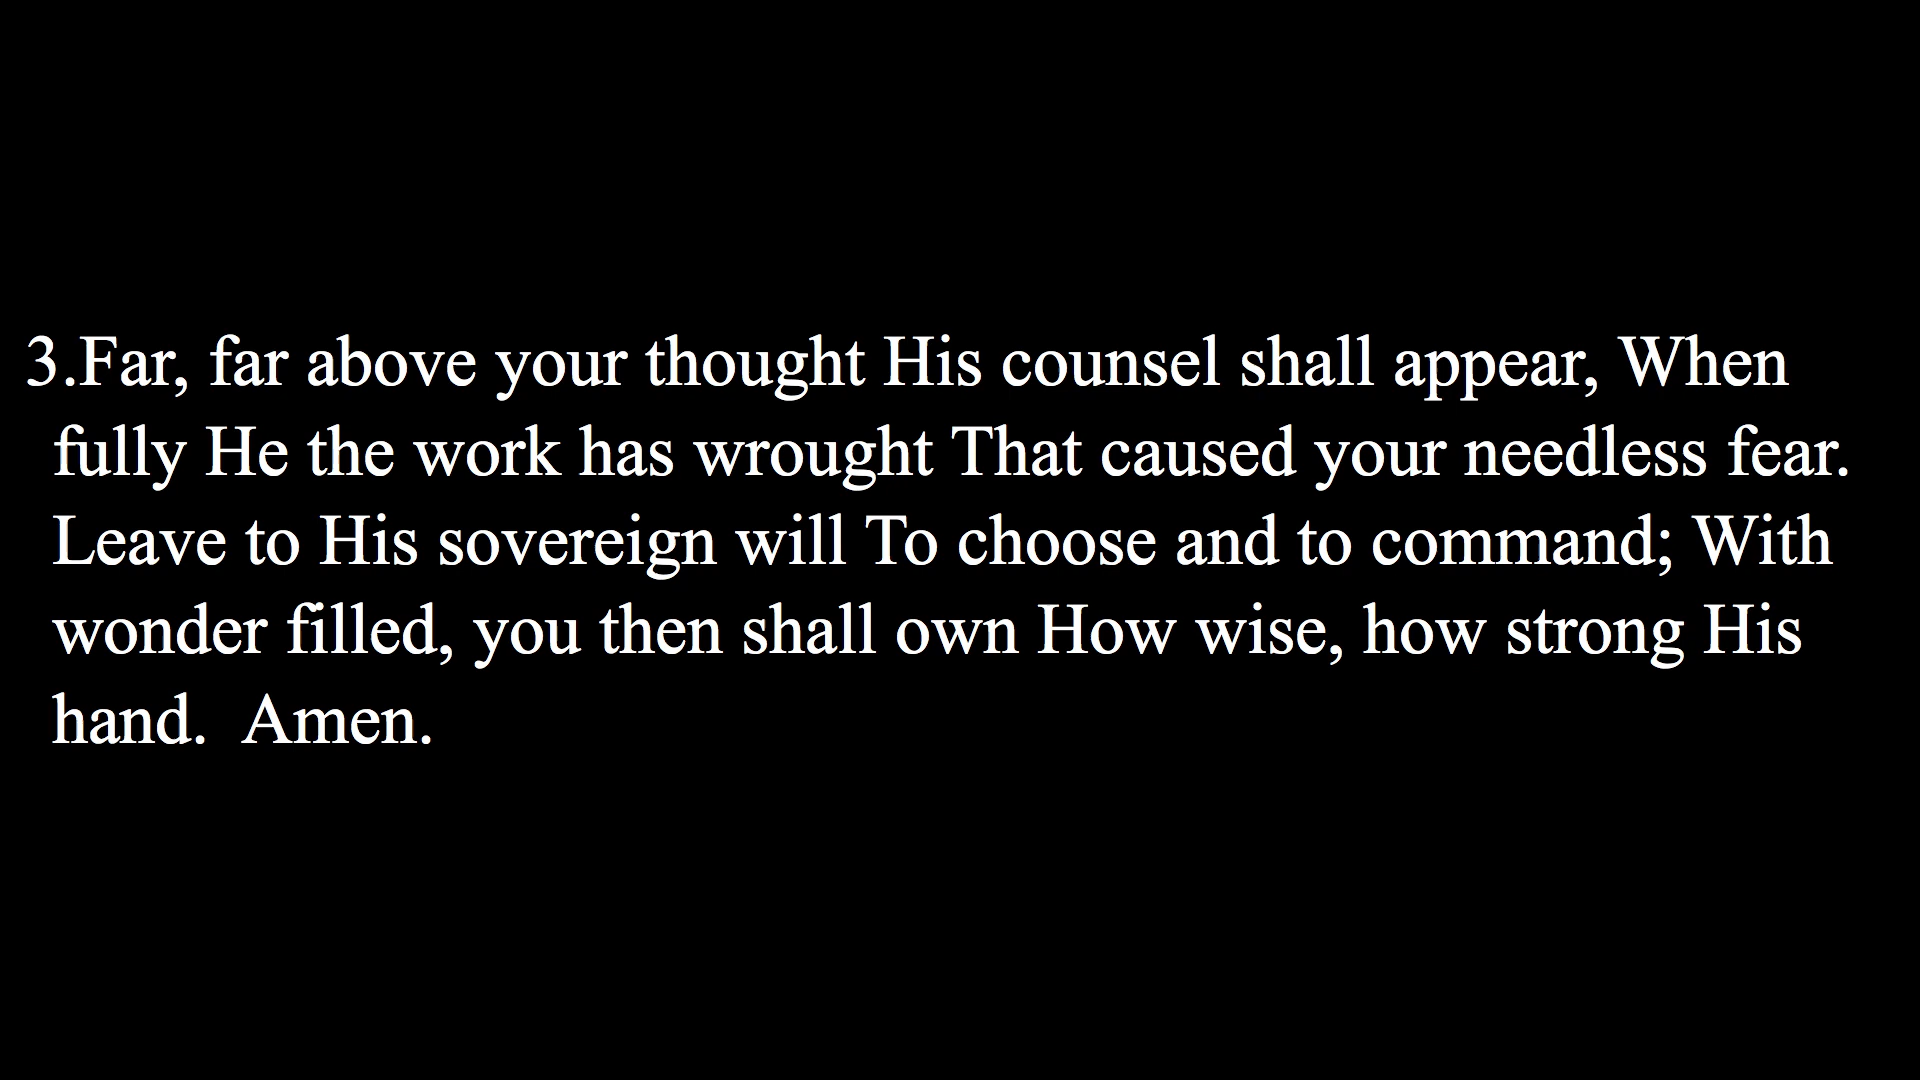 3.Far, far above your thought His counsel shall appear, When
fully He the work has wrought That caused your needless fear.
Leave to His sovereign will To choose and to command; With
wonder filled, you then shall own How wise, how strong His
hand.  Amen.